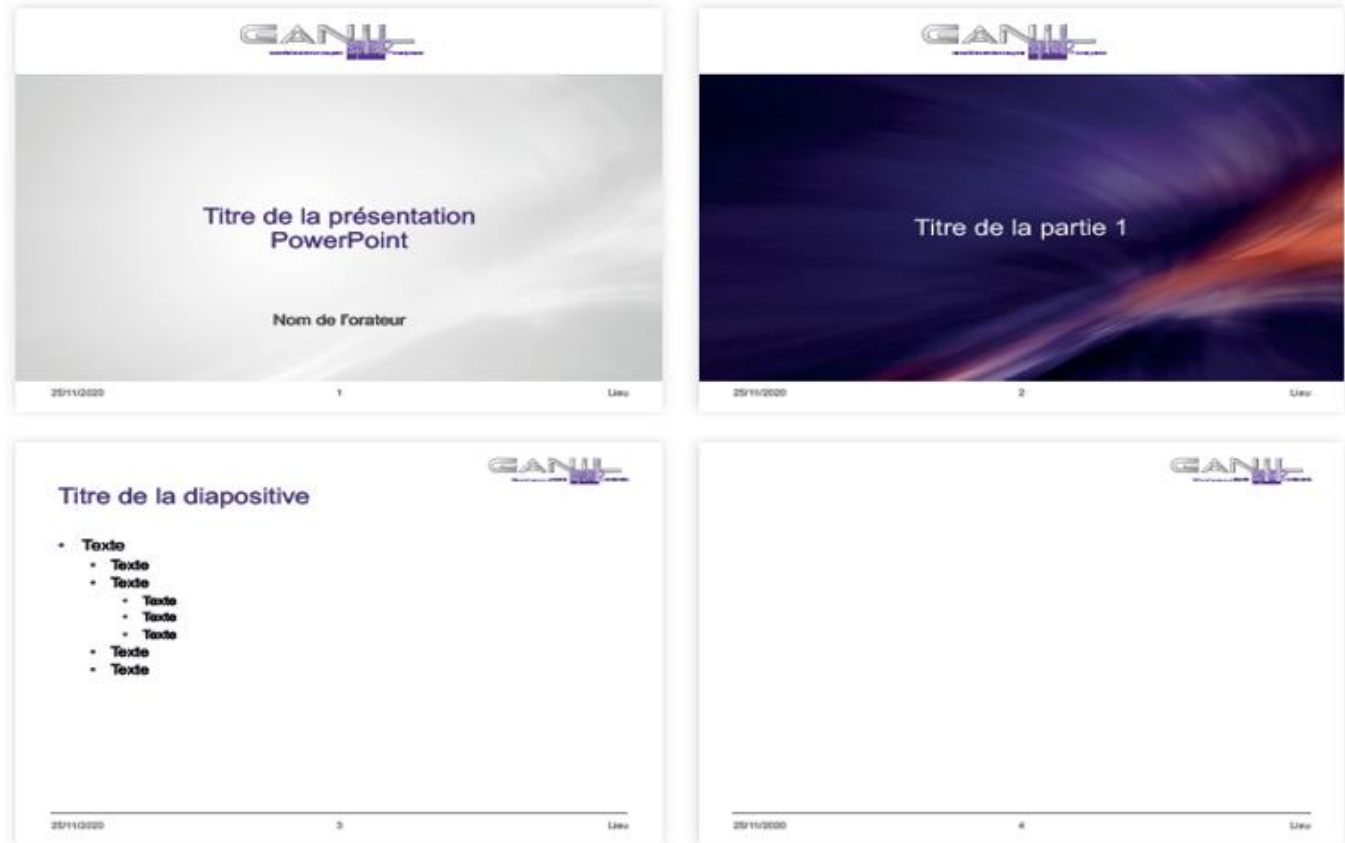 GANIL
Titre de la présentation
PowerPoint
Nom de l'orateur
25/11/2020 1 Lieu
GANIL
Titre de la partie 1
25/11/2020 2 Lieu
GANIL
Titre de la diapositive
• Texte
• Texte
• Texte
• Texte
• Texte
• Texte
• Texte
• Texte
25/11/2020 3 Lieu
GANIL
25/11/2020 4 Lieu